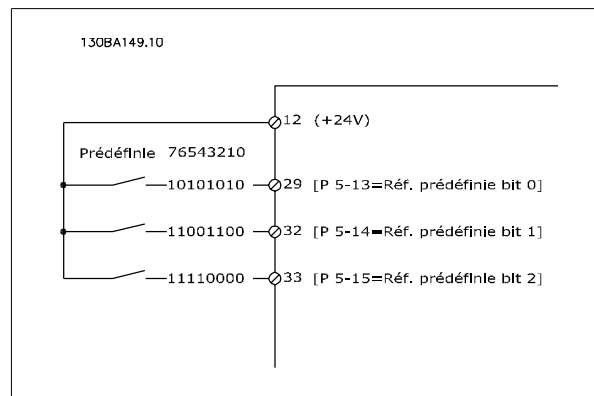 130BA149.10
12 (+24V)
Prédéfinie 76543210
10101010 29 [P 5-13=Réf. prédéfinie bit 0]
11001100 32 [P 5-14=Réf. prédéfinie bit 1]
11110000 33 [P 5-15=Réf. prédéfinie bit 2]